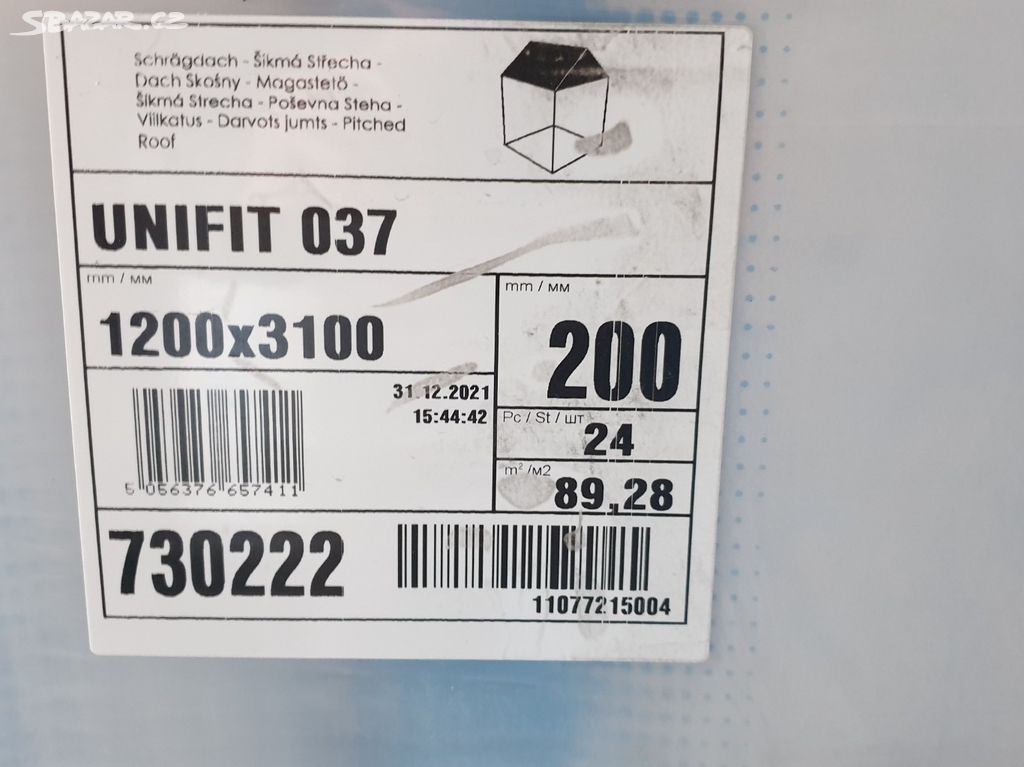 SBAZAR.CZ
Schrägdach - Šikmá Střecha -
Dach Skośny - Magastető -
Šikmá Strecha - Poševna Steha -
Viilkatus - Darvots jumts - Pitched
Roof
UNIFIT 037
mm / мм
1200x3100
mm / мм
200
31.12.2021
15:44:42
Pc / St / шт
24
m² /м2
89,28
5 056376 657411
730222
11077215004